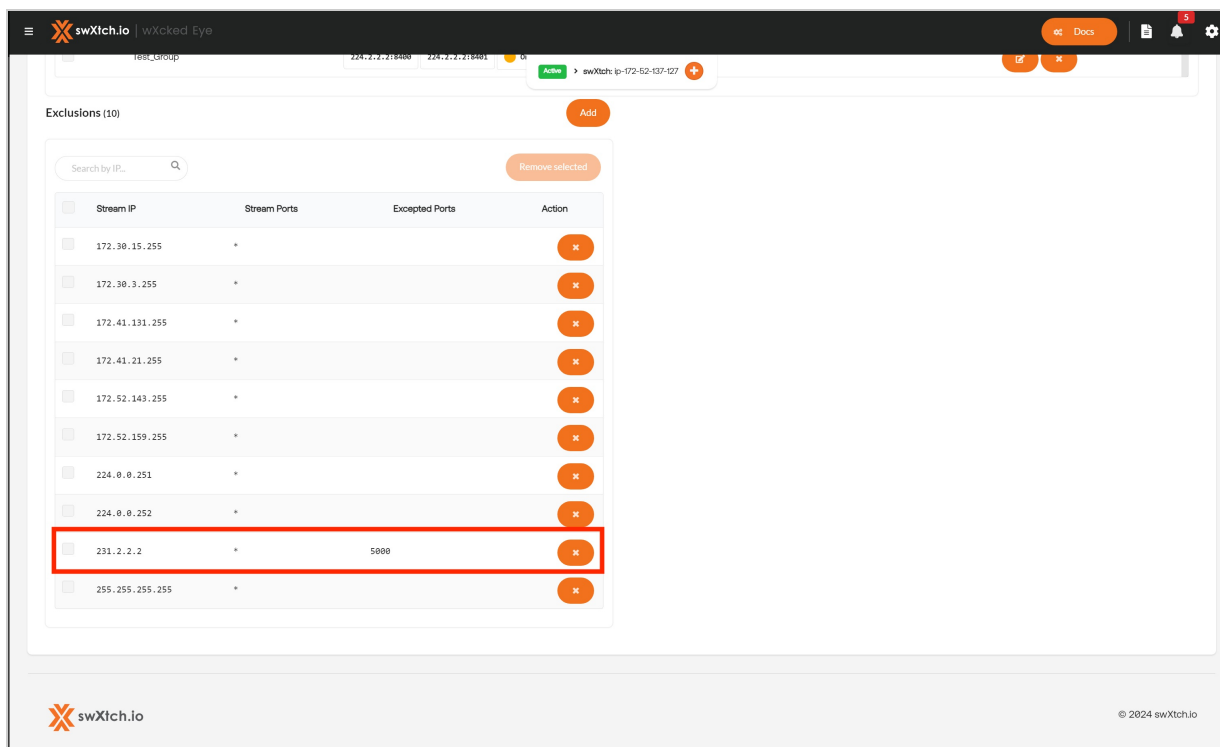 swXtch.io | wXcked Eye
Docs
5
Test_Group 224.2.2.2:8400 224.2.2.2:8401
Active > swXtch: ip-172-52-137-127
Exclusions (10)
Add
Search by IP...
Remove selected
Stream IP Stream Ports Excepted Ports Action
172.30.15.255 *
172.30.3.255 *
172.41.131.255 *
172.41.21.255 *
172.52.143.255 *
172.52.159.255 *
224.0.0.251 *
224.0.0.252 *
231.2.2.2 * 5000
255.255.255.255 *
swXtch.io
© 2024 swXtch.io